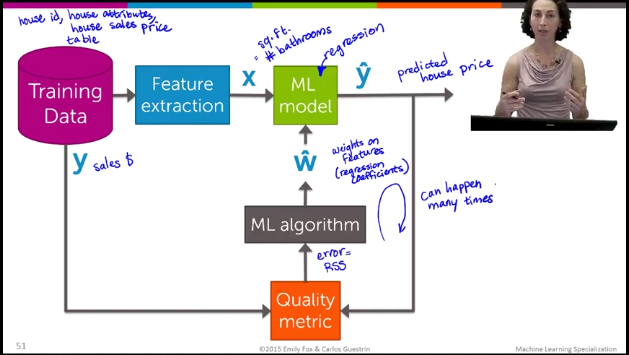 house id, house attributes,
house sales price
table
Training
Data
Feature
extraction
x
= sq. ft.
# bathrooms
regression
ML
model
ŷ
predicted
house price
y sales $
ŵ
weights on
features
(regression
coefficients)
can happen
many times
ML algorithm
error =
RSS
Quality
metric
51
©2015 Emily Fox & Carlos Guestrin
Machine Learning Specialization